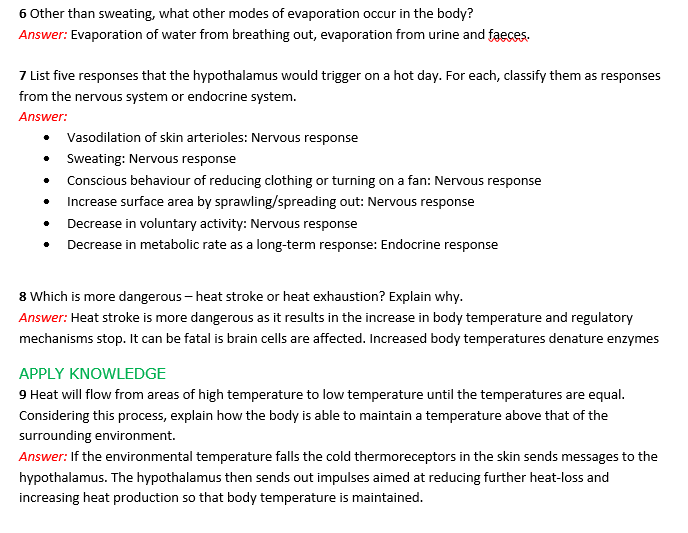 6 Other than sweating, what other modes of evaporation occur in the body?
Answer: Evaporation of water from breathing out, evaporation from urine and faeces.
7 List five responses that the hypothalamus would trigger on a hot day. For each, classify them as responses
from the nervous system or endocrine system.
Answer:
• Vasodilation of skin arterioles: Nervous response
• Sweating: Nervous response
• Conscious behaviour of reducing clothing or turning on a fan: Nervous response
• Increase surface area by sprawling/spreading out: Nervous response
• Decrease in voluntary activity: Nervous response
• Decrease in metabolic rate as a long-term response: Endocrine response
8 Which is more dangerous – heat stroke or heat exhaustion? Explain why.
Answer: Heat stroke is more dangerous as it results in the increase in body temperature and regulatory
mechanisms stop. It can be fatal is brain cells are affected. Increased body temperatures denature enzymes
APPLY KNOWLEDGE
9 Heat will flow from areas of high temperature to low temperature until the temperatures are equal.
Considering this process, explain how the body is able to maintain a temperature above that of the
surrounding environment.
Answer: If the environmental temperature falls the cold thermoreceptors in the skin sends messages to the
hypothalamus. The hypothalamus then sends out impulses aimed at reducing further heat-loss and
increasing heat production so that body temperature is maintained.